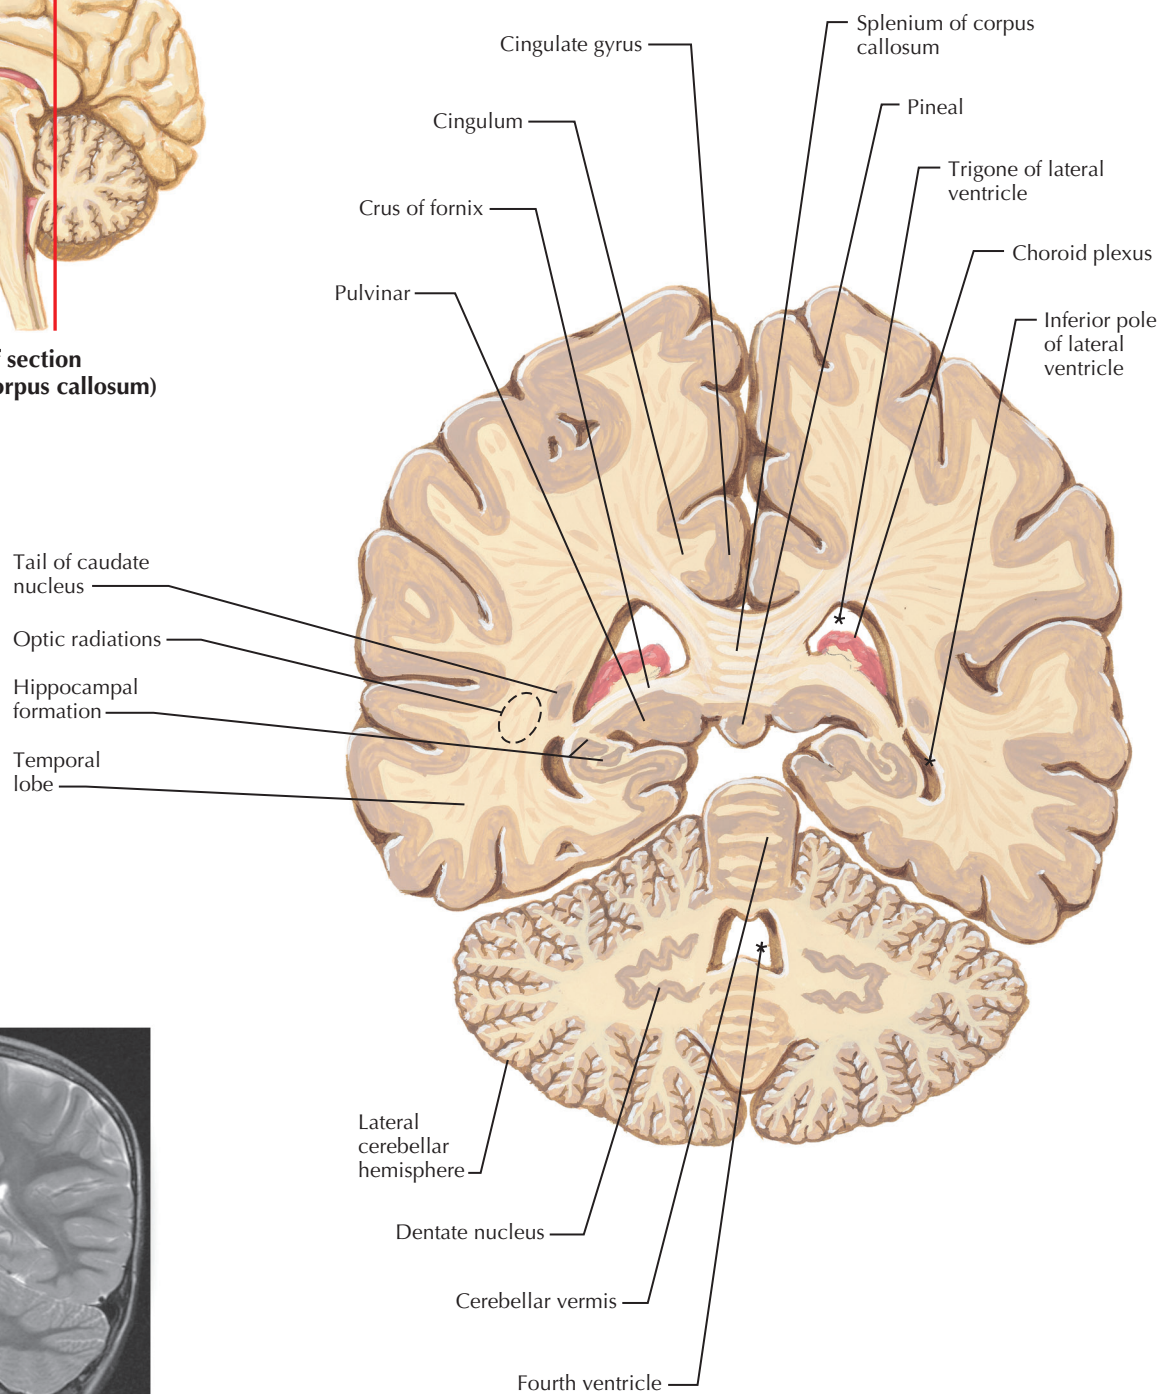 Splenium of corpus
callosum
Cingulate gyrus
Pineal
Cingulum
Trigone of lateral
ventricle
Crus of fornix
Choroid plexus
Pulvinar
Inferior pole
of lateral
ventricle
section
corpus callosum)
Tail of caudate
nucleus
Optic radiations
Hippocampal
formation
Temporal
lobe
*
*
*
Lateral
cerebellar
hemisphere
Dentate nucleus
Cerebellar vermis
Fourth ventricle